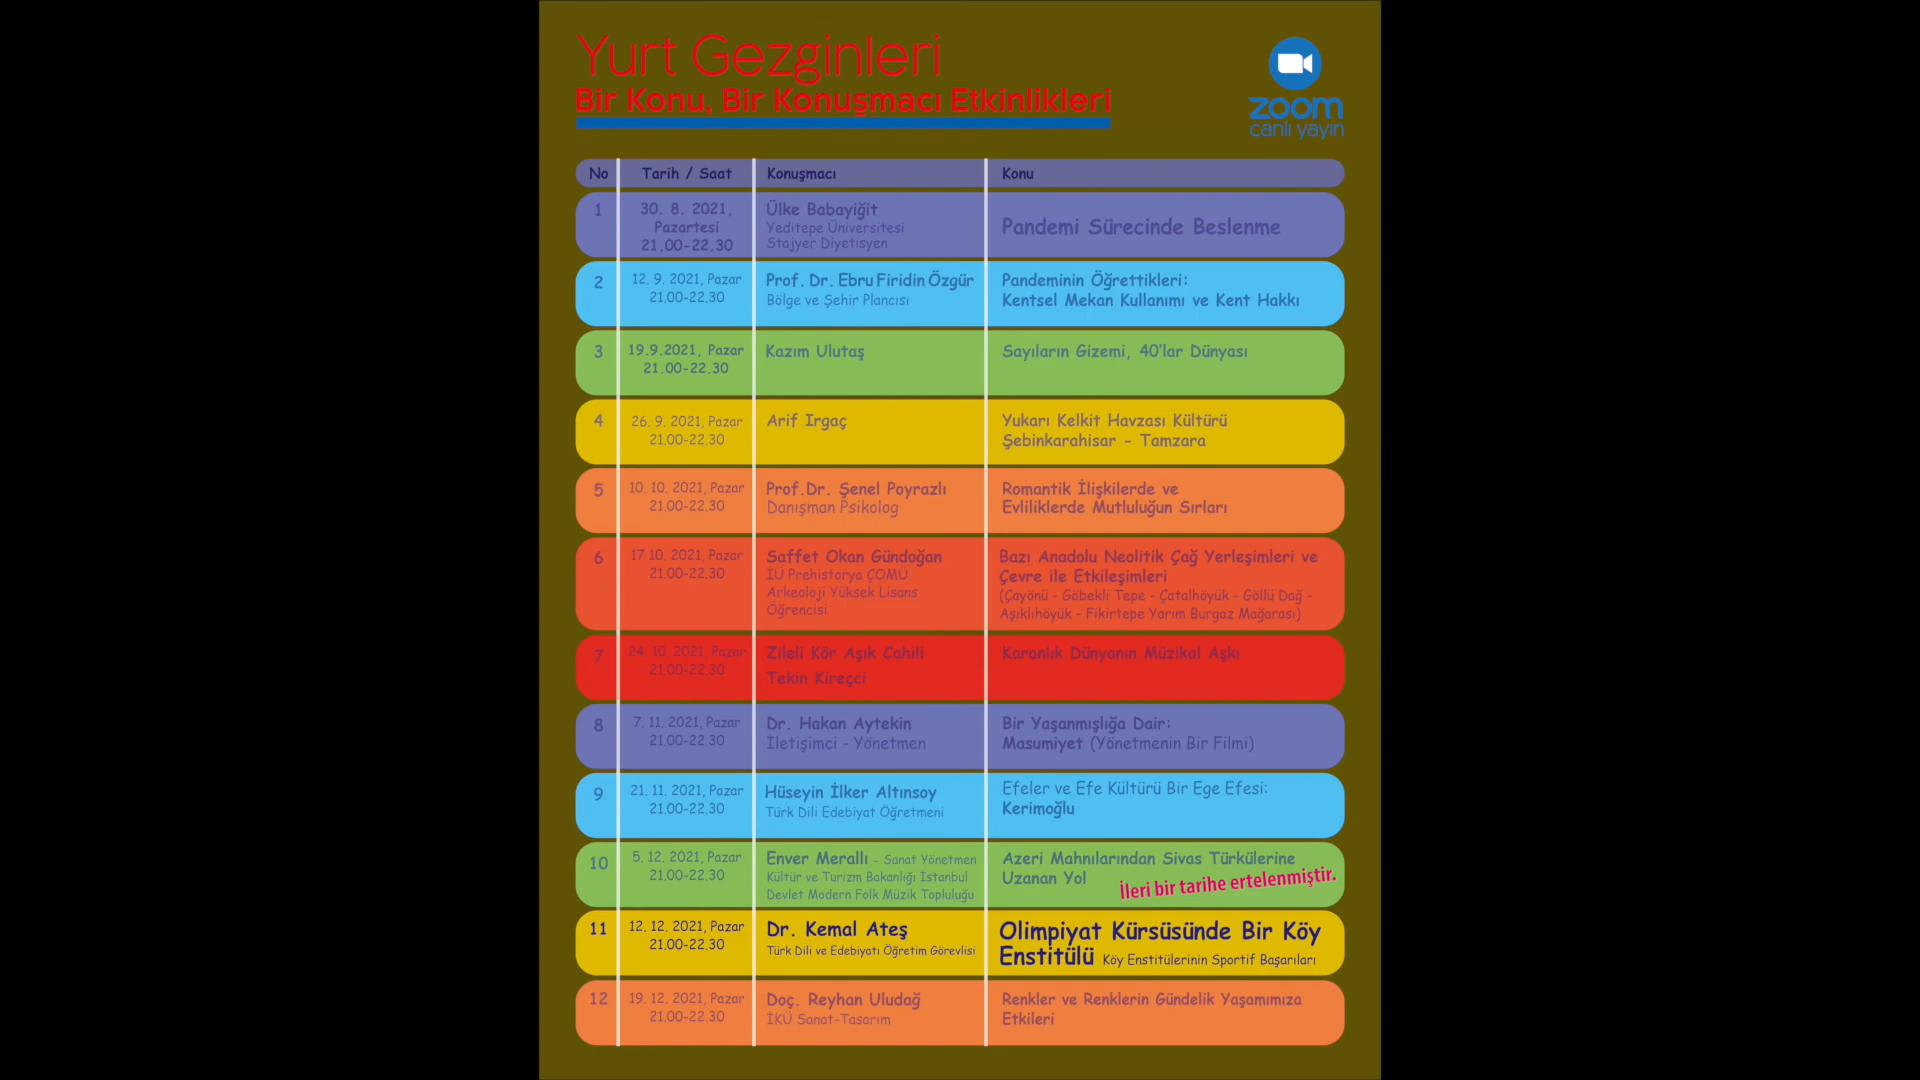 Yurt Gezginleri
Bir Konu, Bir Konuşmacı Etkinlikleri
zoom
canlı yayın
No Tarih / Saat Konuşmacı Konu
1 30. 8. 2021, Pazartesi 21.00-22.30 Ülke Babayiğit Pandemi Sürecinde Beslenme
Yeditepe Üniversitesi
Stajyer Diyetisyen
2 12. 9. 2021, Pazar Prof. Dr. Ebru Firidin Özgür Pandeminin Öğrettikleri:
21.00-22.30 Bölge ve Şehir Plancısı Kentsel Mekan Kullanımı ve Kent Hakkı
3 19.9.2021, Pazar Kazım Ulutaş Sayıların Gizemi, 40'lar Dünyası
21.00-22.30
4 26. 9. 2021, Pazar Arif Irgaç Yukarı Kelkit Havzası Kültürü
21.00-22.30 Şebinkarahisar - Tamzara
5 10. 10. 2021, Pazar Prof.Dr. Şenel Poyrazlı Romantik İlişkilerde ve
21.00-22.30 Danışman Psikolog Evliliklerde Mutluluğun Sırları
6 17 10. 2021, Pazar Saffet Okan Gündoğan Bazı Anadolu Neolitik Çağ Yerleşimleri ve
21.00-22.30 İÜ Prehistorya ÇOMÜ Çevre ile Etkileşimleri
Arkeoloji Yüksek Lisans (Çayönü - Göbekli Tepe - Çatalhöyük - Göllü Dağ -
Öğrencisi Aşıklıhöyük - Fikirtepe Yarım Burgaz Mağarası)
7 24. 10. 2021, Pazar Zileli Kör Aşık Cahili Karanlık Dünyanın Müzikal Aşkı
21.00-22.30 Tekin Kireçci
8 7. 11. 2021, Pazar Dr. Hakan Aytekin Bir Yaşanmışlığa Dair:
21.00-22.30 İletişimci - Yönetmen Masumiyet (Yönetmenin Bir Filmi)
9 21. 11. 2021, Pazar Hüseyin İlker Altınsoy Efeler ve Efe Kültürü Bir Ege Efesi:
21.00-22.30 Türk Dili Edebiyat Öğretmeni Kerimoğlu
10 5. 12. 2021, Pazar Enver Merallı - Sanat Yönetmen Azeri Mahnılarından Sivas Türkülerine
21.00-22.30 Kültür ve Turizm Bakanlığı İstanbul Uzanan Yol İleri bir tarihe ertelenmiştir.
Devlet Modern Folk Müzik Topluluğu
11 12. 12. 2021, Pazar Dr. Kemal Ateş Olimpiyat Kürsüsünde Bir Köy
21.00-22.30 Türk Dili ve Edebiyatı Öğretim Görevlisi Enstitülü Köy Enstitülerinin Sportif Başarıları
12 19. 12. 2021, Pazar Doç. Reyhan Uludağ Renkler ve Renklerin Gündelik Yaşamımıza
21.00-22.30 İKÜ Sanat-Tasarım Etkileri